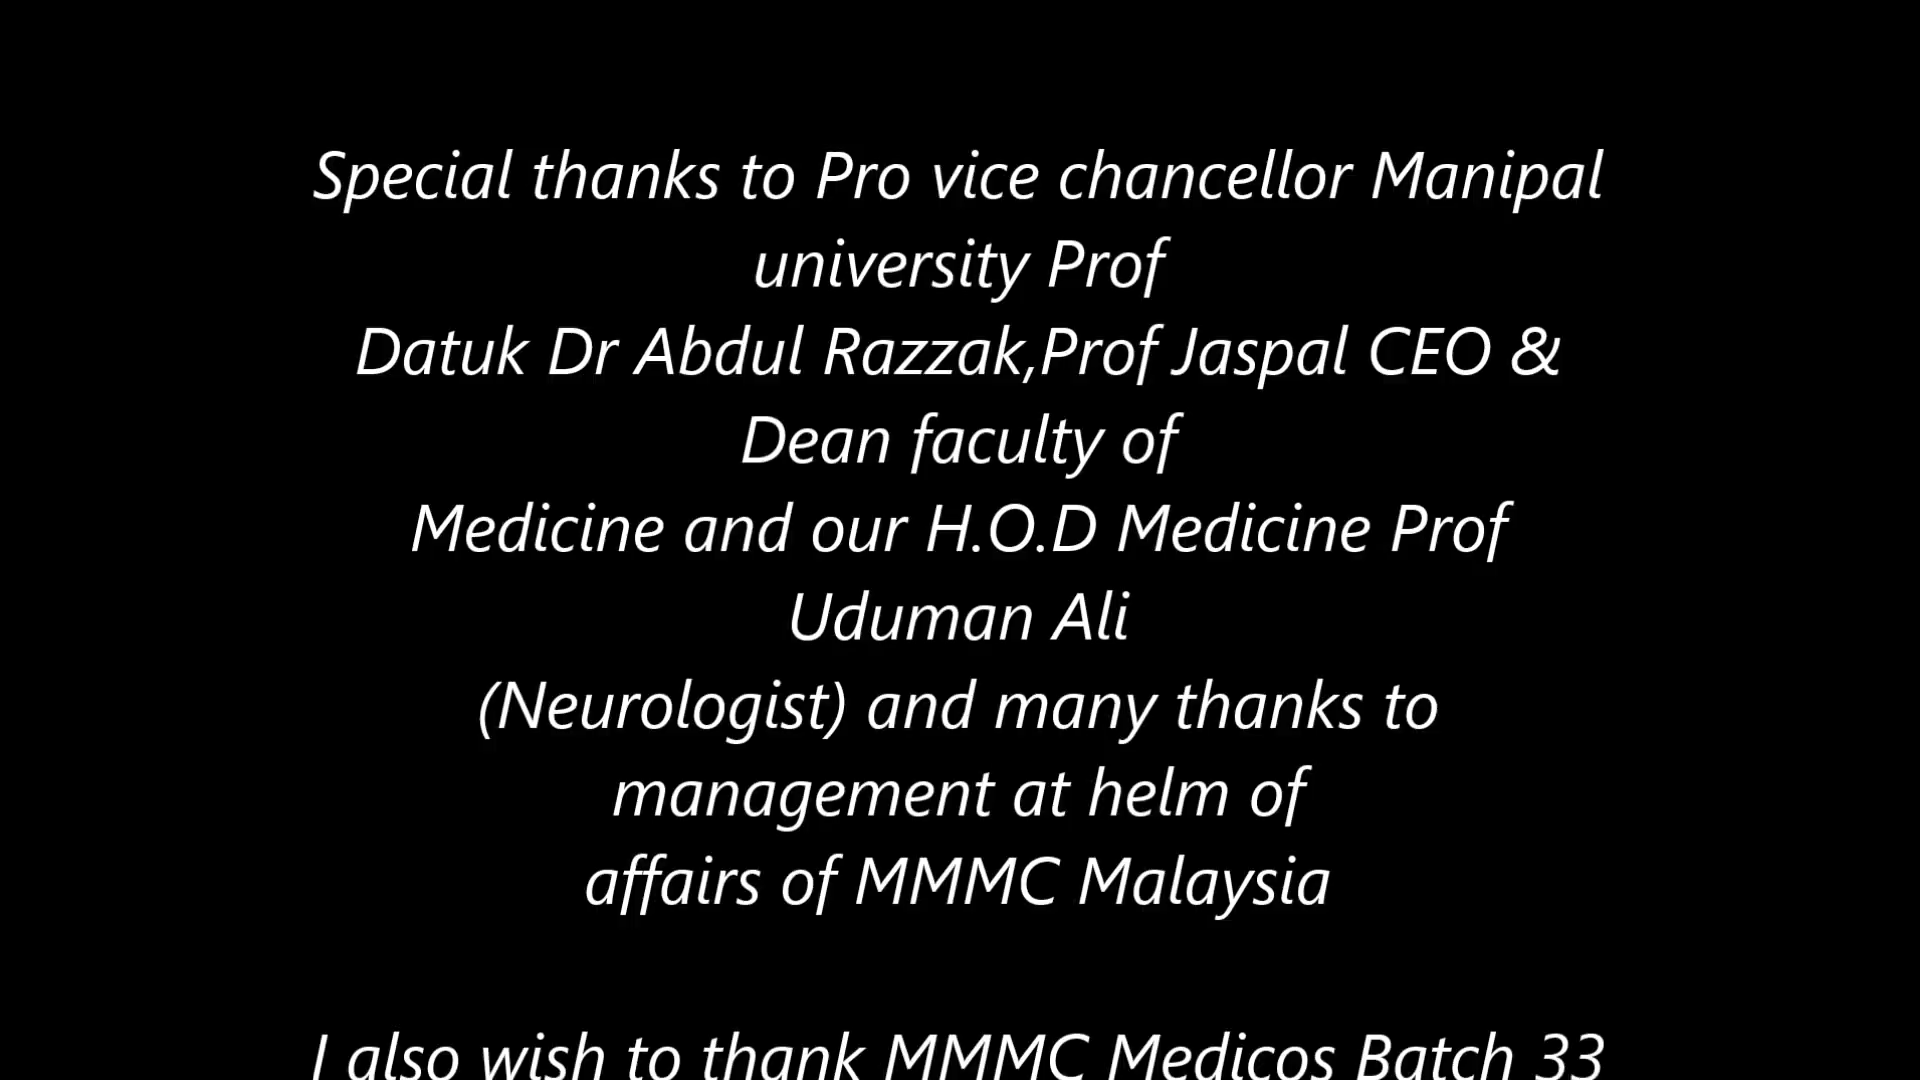 Special thanks to Pro vice chancellor Manipal
university Prof
Datuk Dr Abdul Razzak,Prof Jaspal CEO &
Dean faculty of
Medicine and our H.O.D Medicine Prof
Uduman Ali
(Neurologist) and many thanks to
management at helm of
affairs of MMMC Malaysia
I also wish to thank MMMC Medicos Batch 33